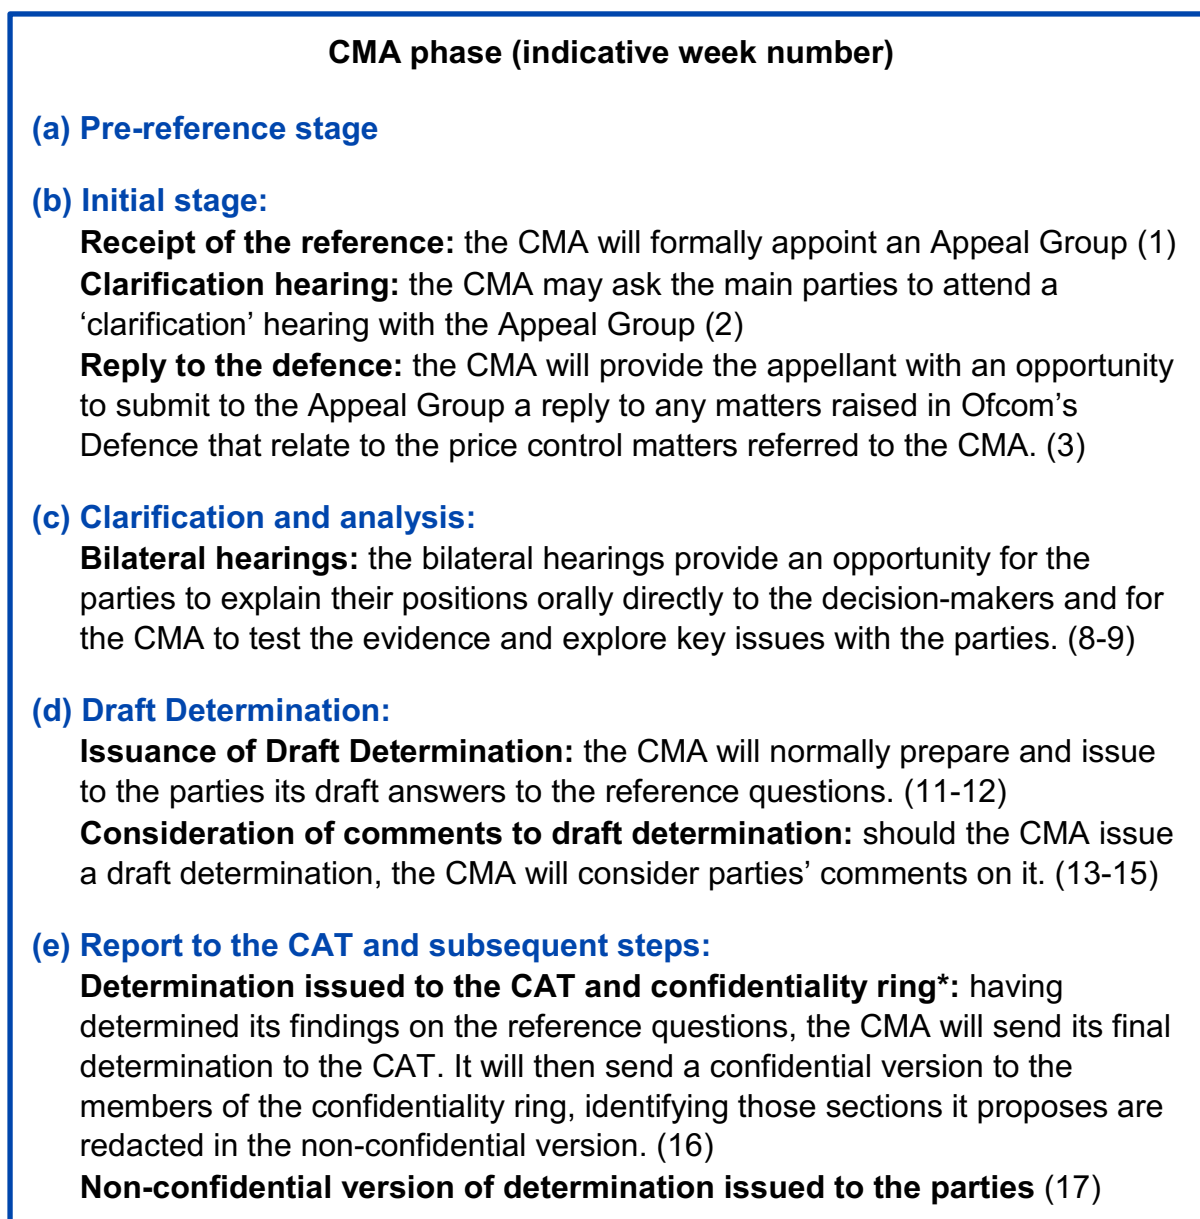 CMA phase (indicative week number)
(a) Pre-reference stage
(b) Initial stage:
Receipt of the reference: the CMA will formally appoint an Appeal Group (1)
Clarification hearing: the CMA may ask the main parties to attend a
‘clarification’ hearing with the Appeal Group (2)
Reply to the defence: the CMA will provide the appellant with an opportunity
to submit to the Appeal Group a reply to any matters raised in Ofcom’s
Defence that relate to the price control matters referred to the CMA. (3)
(c) Clarification and analysis:
Bilateral hearings: the bilateral hearings provide an opportunity for the
parties to explain their positions orally directly to the decision-makers and for
the CMA to test the evidence and explore key issues with the parties. (8-9)
(d) Draft Determination:
Issuance of Draft Determination: the CMA will normally prepare and issue
to the parties its draft answers to the reference questions. (11-12)
Consideration of comments to draft determination: should the CMA issue
a draft determination, the CMA will consider parties’ comments on it. (13-15)
(e) Report to the CAT and subsequent steps:
Determination issued to the CAT and confidentiality ring*: having
determined its findings on the reference questions, the CMA will send its final
determination to the CAT. It will then send a confidential version to the
members of the confidentiality ring, identifying those sections it proposes are
redacted in the non-confidential version. (16)
Non-confidential version of determination issued to the parties (17)